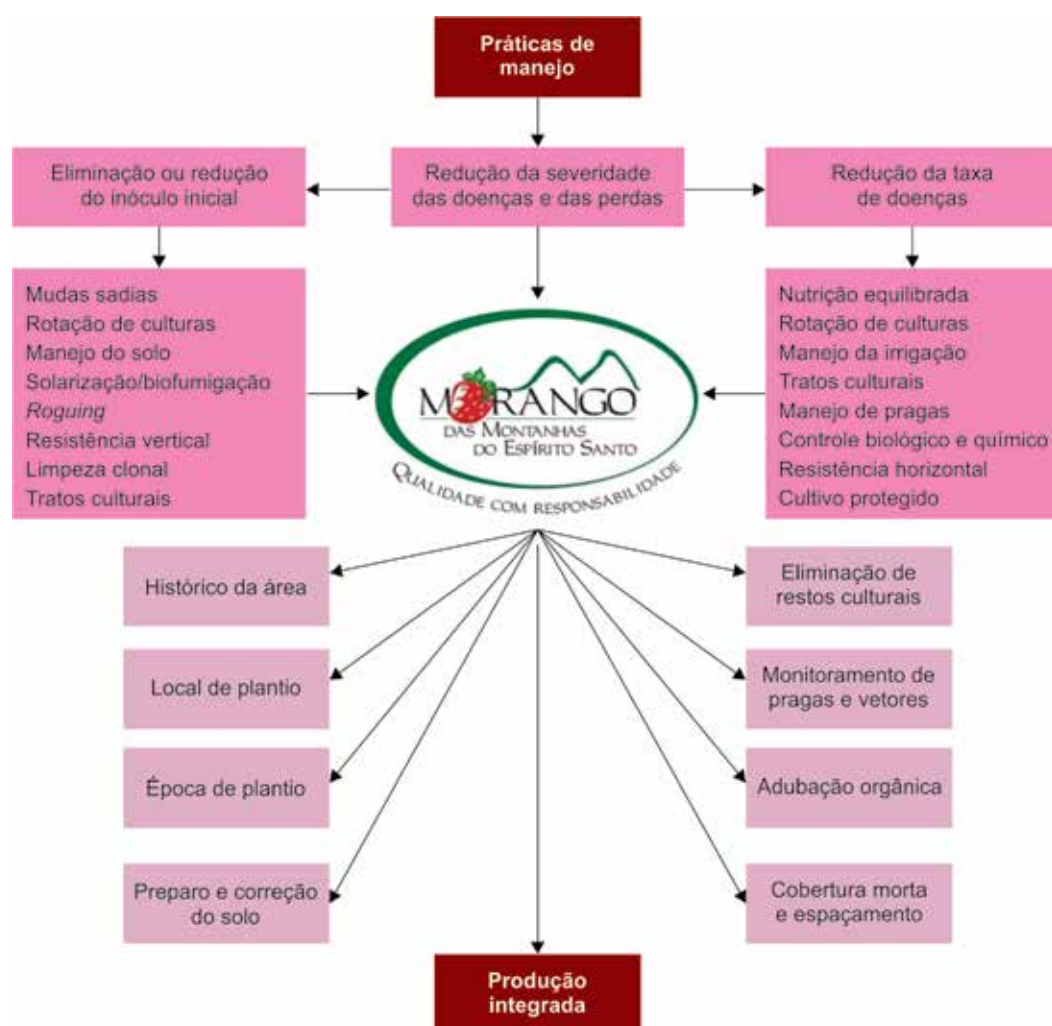 Práticas de
manejo
Eliminação ou redução
do inóculo inicial
Redução da severidade
das doenças e das perdas
Redução da taxa
de doenças
Mudas sadias
Rotação de culturas
Manejo do solo
Solarização/biofumigação
Roguing
Resistência vertical
Limpeza clonal
Tratos culturais
MORANGO
DAS MONTANHAS
DO ESPÍRITO SANTO
QUALIDADE COM RESPONSABILIDADE
Nutrição equilibrada
Rotação de culturas
Manejo da irrigação
Tratos culturais
Manejo de pragas
Controle biológico e químico
Resistência horizontal
Cultivo protegido
Histórico da área
Local de plantio
Época de plantio
Preparo e correção
do solo
Eliminação de
restos culturais
Monitoramento de
pragas e vetores
Adubação orgânica
Cobertura morta
e espaçamento
Produção
integrada